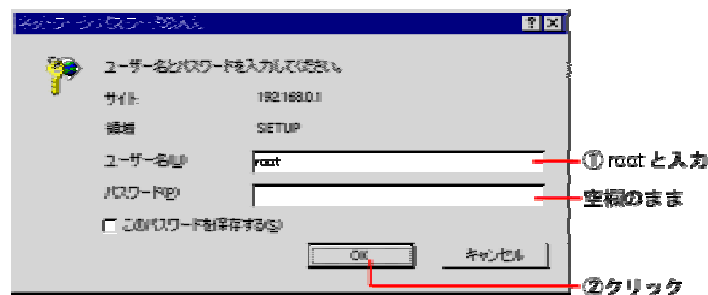 ネットワーク パスワードの入力
ユーザー名とパスワードを入力してください。
サイト: 192.168.0.1
領域 SETUP
ユーザー名(U) root
①rootと入力
パスワード(P)
空欄のまま
このパスワードを保存する(S)
OK キャンセル
②クリック